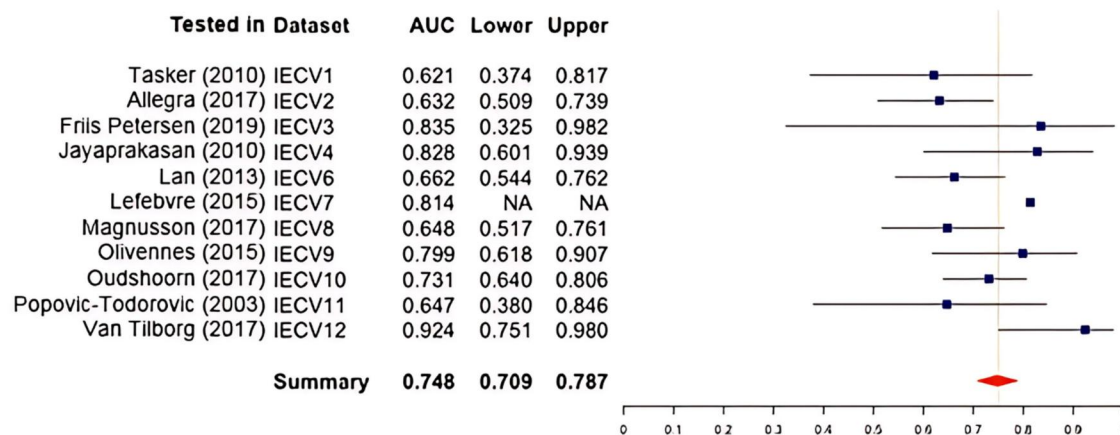 Tested in Dataset AUC Lower Upper
Tasker (2010) IECV1 0.621 0.374 0.817
Allegra (2017) IECV2 0.632 0.509 0.739
Friis Petersen (2019) IECV3 0.835 0.325 0.982
Jayaprakasan (2010) IECV4 0.828 0.601 0.939
Lan (2013) IECV6 0.662 0.544 0.762
Lefebvre (2015) IECV7 0.814 NA NA
Magnusson (2017) IECV8 0.648 0.517 0.761
Olivennes (2015) IECV9 0.799 0.618 0.907
Oudshoorn (2017) IECV10 0.731 0.640 0.806
Popovic-Todorovic (2003) IECV11 0.647 0.380 0.846
Van Tilborg (2017) IECV12 0.924 0.751 0.980
Summary 0.748 0.709 0.787
0 0.1 0.2 0.3 0.4 0.5 0.6 0.7 0.8 0.9